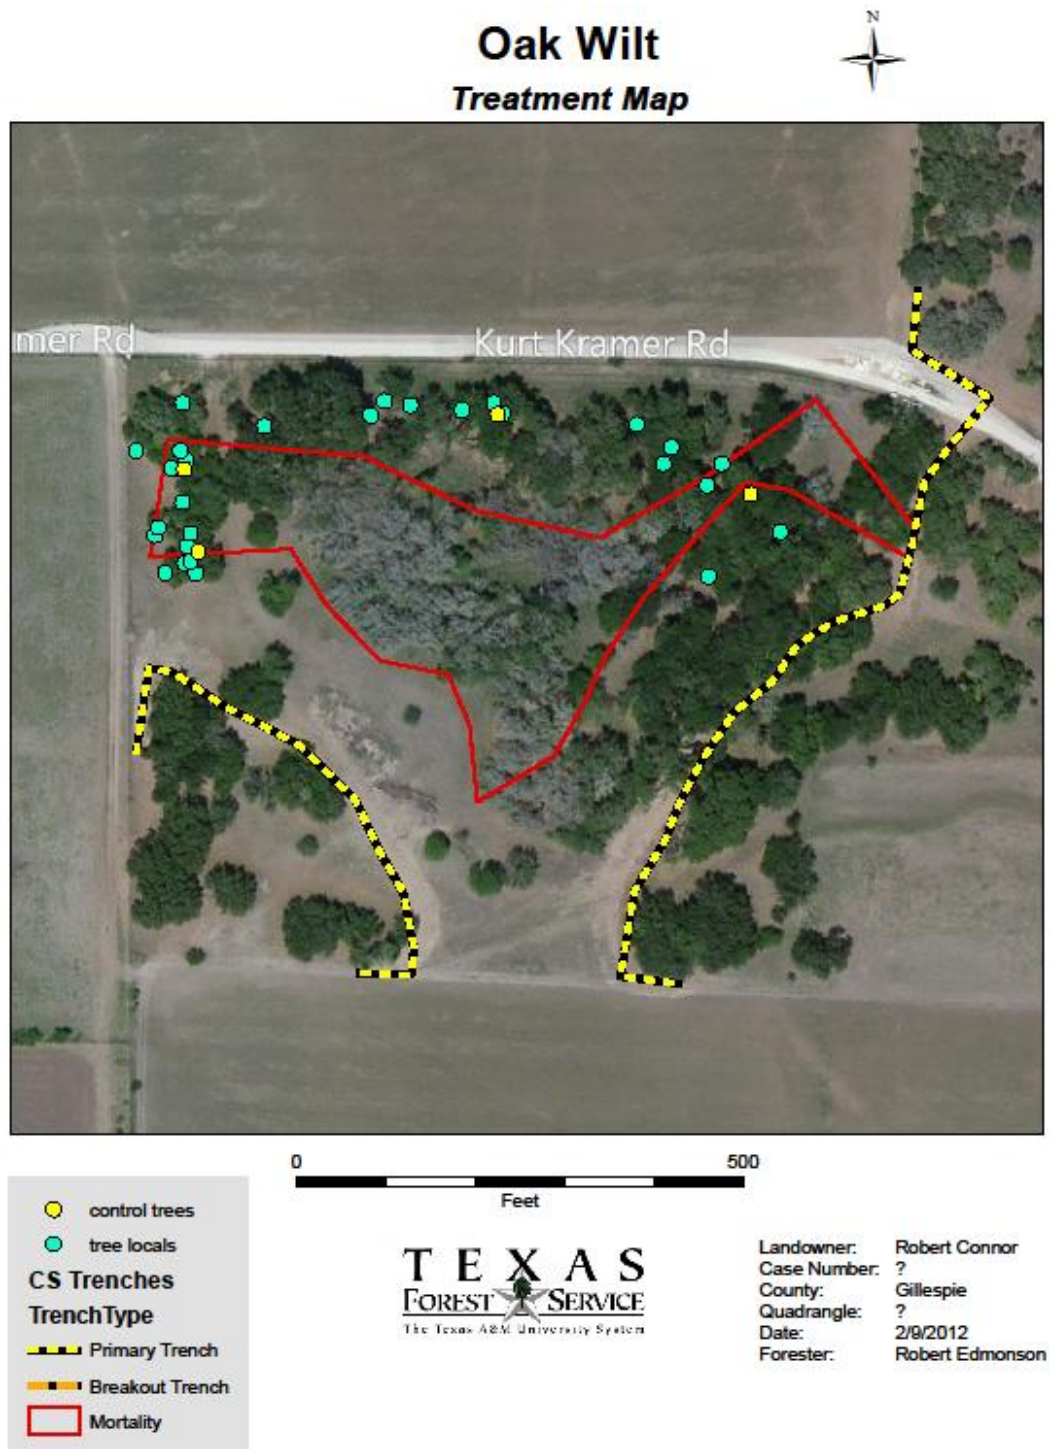 N
Oak Wilt
Treatment Map
mer Rd
Kurt Kramer Rd
0 500
Feet
control trees
tree locals
CS Trenches
TrenchType
Primary Trench
Breakout Trench
Mortality
TEXAS
FOREST SERVICE
The Texas A&M University System
Landowner: Robert Connor
Case Number: ?
County: Gillespie
Quadrangle: ?
Date: 2/9/2012
Forester: Robert Edmonson